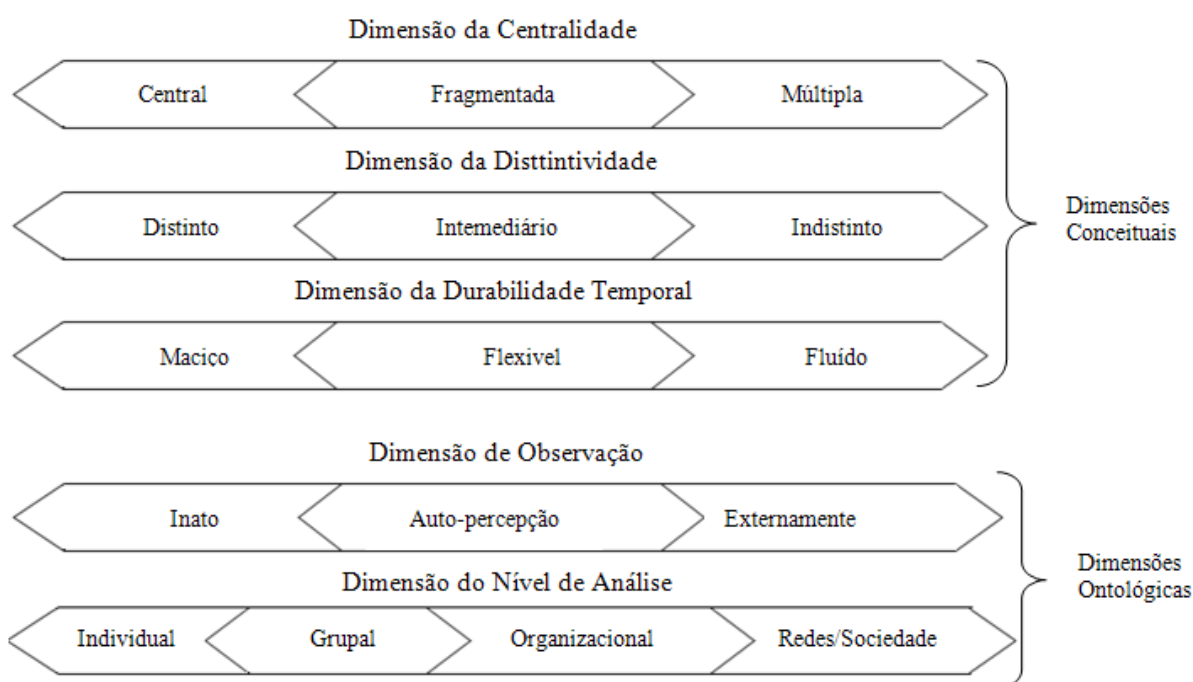 Dimensão da Centralidade
Central Fragmentada Múltipla
Dimensão da Disttintividade
Distinto Intemediário Indistinto
Dimensões
Conceituais
Dimensão da Durabilidade Temporal
Maciço Flexivel Fluído
Dimensão de Observação
Inato Auto-percepção Externamente
Dimensões
Ontológicas
Dimensão do Nível de Análise
Individual Grupal Organizacional Redes/Sociedade